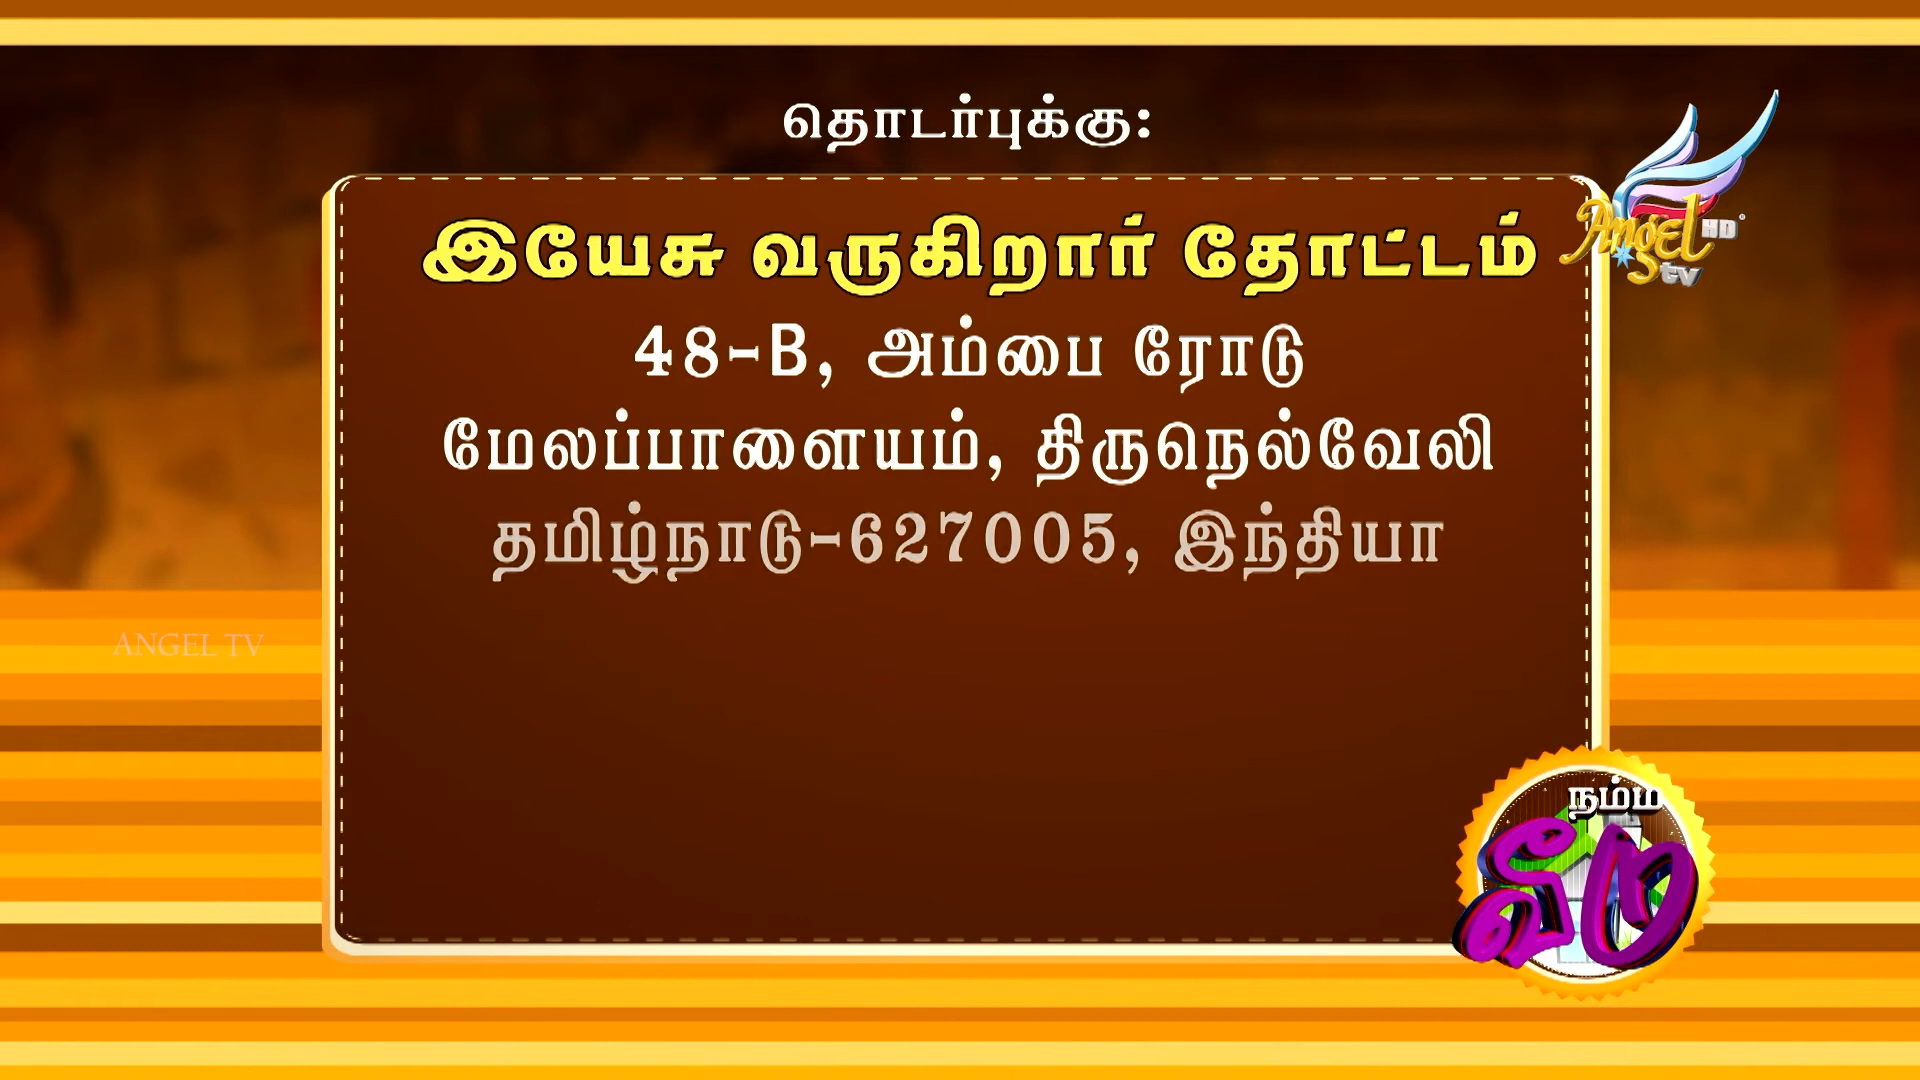 தொடர்புக்கு:
இயேசு வருகிறார் தோட்டம்
48-B, அம்பை ரோடு
மேலப்பாளையம், திருநெல்வேலி
தமிழ்நாடு-627005, இந்தியா
Angel HD
tv
ANGEL TV
நம்ம
வீடு